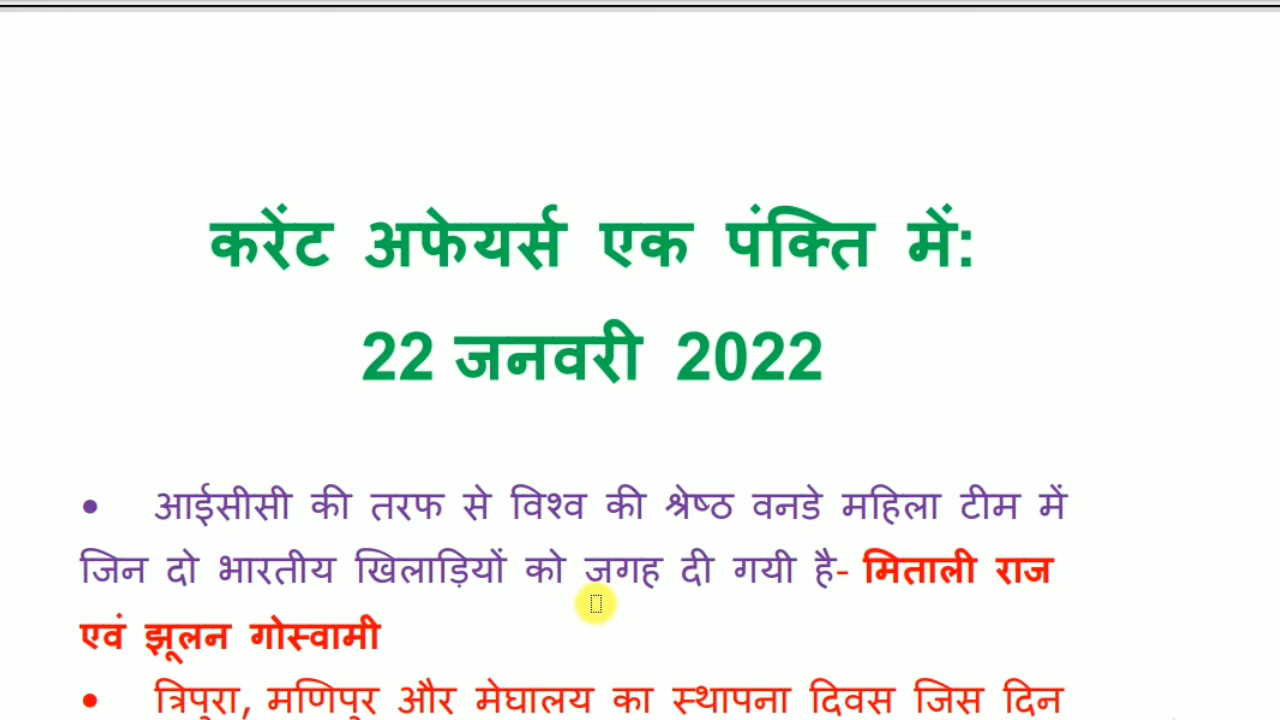 करेंट अफेयर्स एक पंक्ति में:
22 जनवरी 2022
• आईसीसी की तरफ से विश्व की श्रेष्ठ वनडे महिला टीम में
जिन दो भारतीय खिलाड़ियों को जगह दी गयी है- मिताली राज
एवं झूलन गोस्वामी
• त्रिपुरा, मणिपुर और मेघालय का स्थापना दिवस जिस दिन